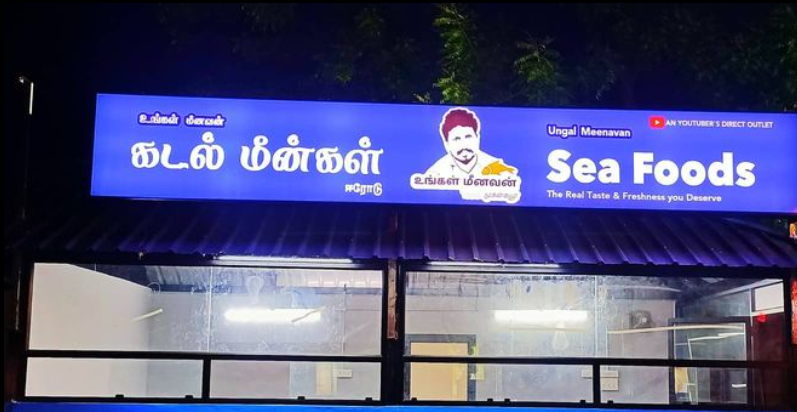 உங்கள் மீனவன்
கடல் மீன்கள்
ஈரோடு
உங்கள் மீனவன்
Ungal Meenavan
AN YOUTUBER'S DIRECT OUTLET
Sea Foods
The Real Taste & Freshness you Deserve